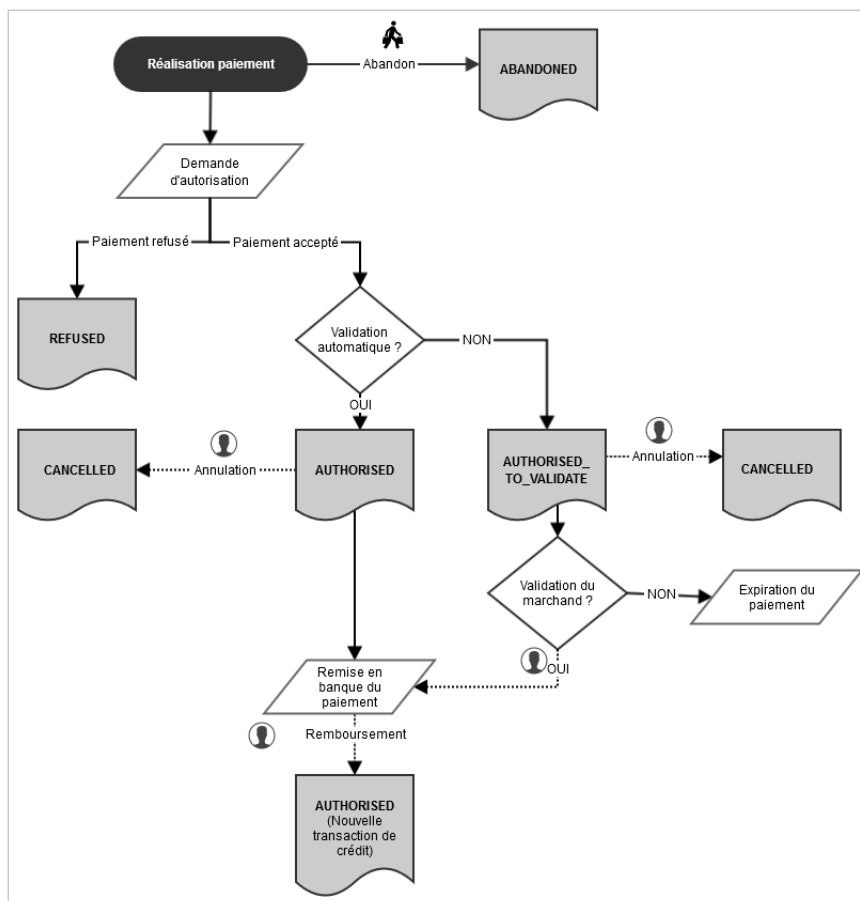 Réalisation paiement
Abandon
ABANDONED
Demande
d'autorisation
Paiement refusé
Paiement accepté
REFUSED
Validation
automatique ?
NON
OUI
CANCELLED
Annulation
AUTHORISED
AUTHORISED_
TO_VALIDATE
Annulation
CANCELLED
Validation du
marchand ?
NON
Expiration du
paiement
OUI
Remise en
banque du
paiement
Remboursement
AUTHORISED
(Nouvelle
transaction de
crédit)